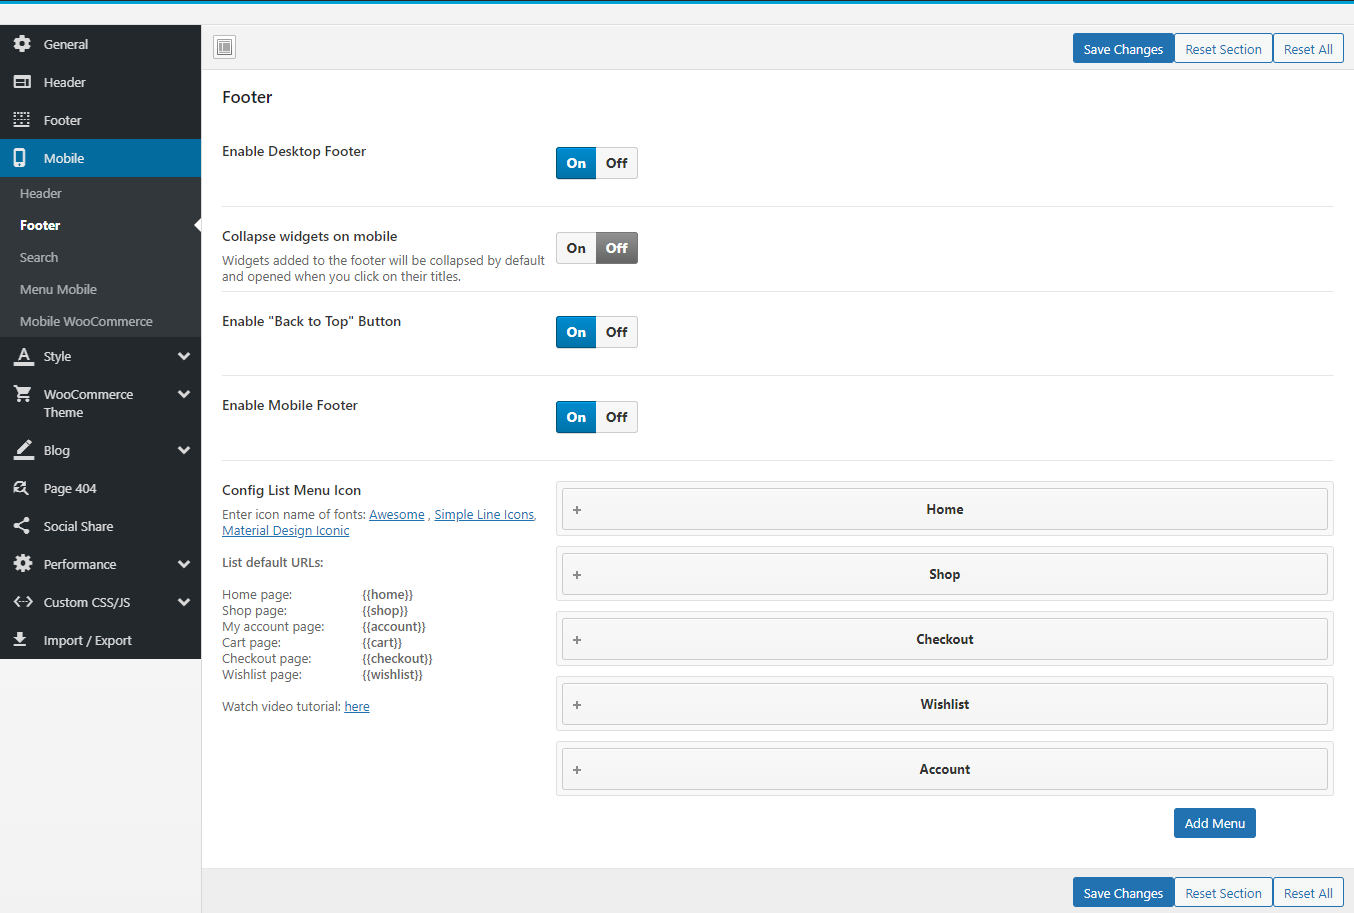 General
Header
Footer
Mobile
Header
Footer
Search
Menu Mobile
Mobile WooCommerce
Style
WooCommerce
Theme
Blog
Page 404
Social Share
Performance
Custom CSS/JS
Import / Export
Save Changes Reset Section Reset All
Footer
Enable Desktop Footer
On Off
Collapse widgets on mobile
Widgets added to the footer will be collapsed by default
and opened when you click on their titles.
On Off
Enable "Back to Top" Button
On Off
Enable Mobile Footer
On Off
Config List Menu Icon
Enter icon name of fonts: Awesome , Simple Line Icons,
Material Design Iconic
List default URLs:
Home page: {{home}}
Shop page: {{shop}}
My account page: {{account}}
Cart page: {{cart}}
Checkout page: {{checkout}}
Wishlist page: {{wishlist}}
Watch video tutorial: here
+ Home
+ Shop
+ Checkout
+ Wishlist
+ Account
Add Menu
Save Changes Reset Section Reset All